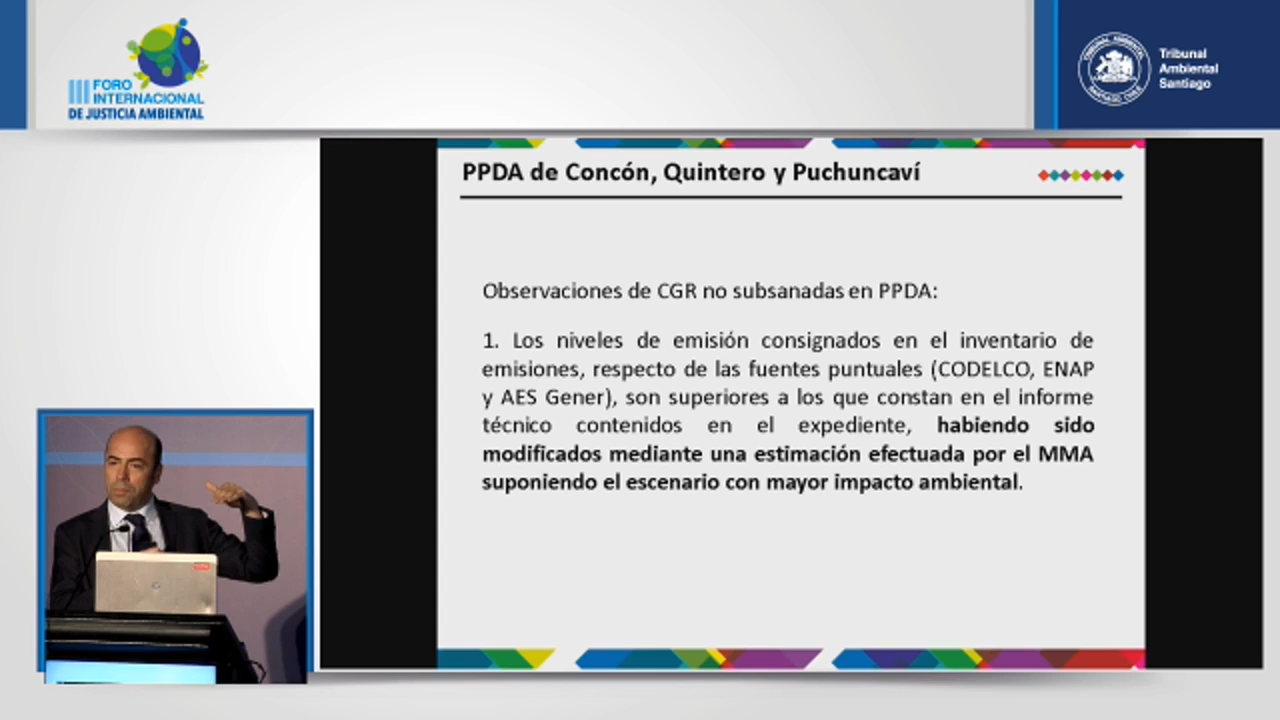 FORO
INTERNACIONAL
DE JUSTICIA AMBIENTAL
Tribunal
Ambiental
Santiago
PPDA de Concón, Quintero y Puchuncaví
Observaciones de CGR no subsanadas en PPDA:
1. Los niveles de emisión consignados en el inventario de
emisiones, respecto de las fuentes puntuales (CODELCO, ENAP
y AES Gener), son superiores a los que constan en el informe
técnico contenidos en el expediente, habiendo sido
modificados mediante una estimación efectuada por el MMA
suponiendo el escenario con mayor impacto ambiental.